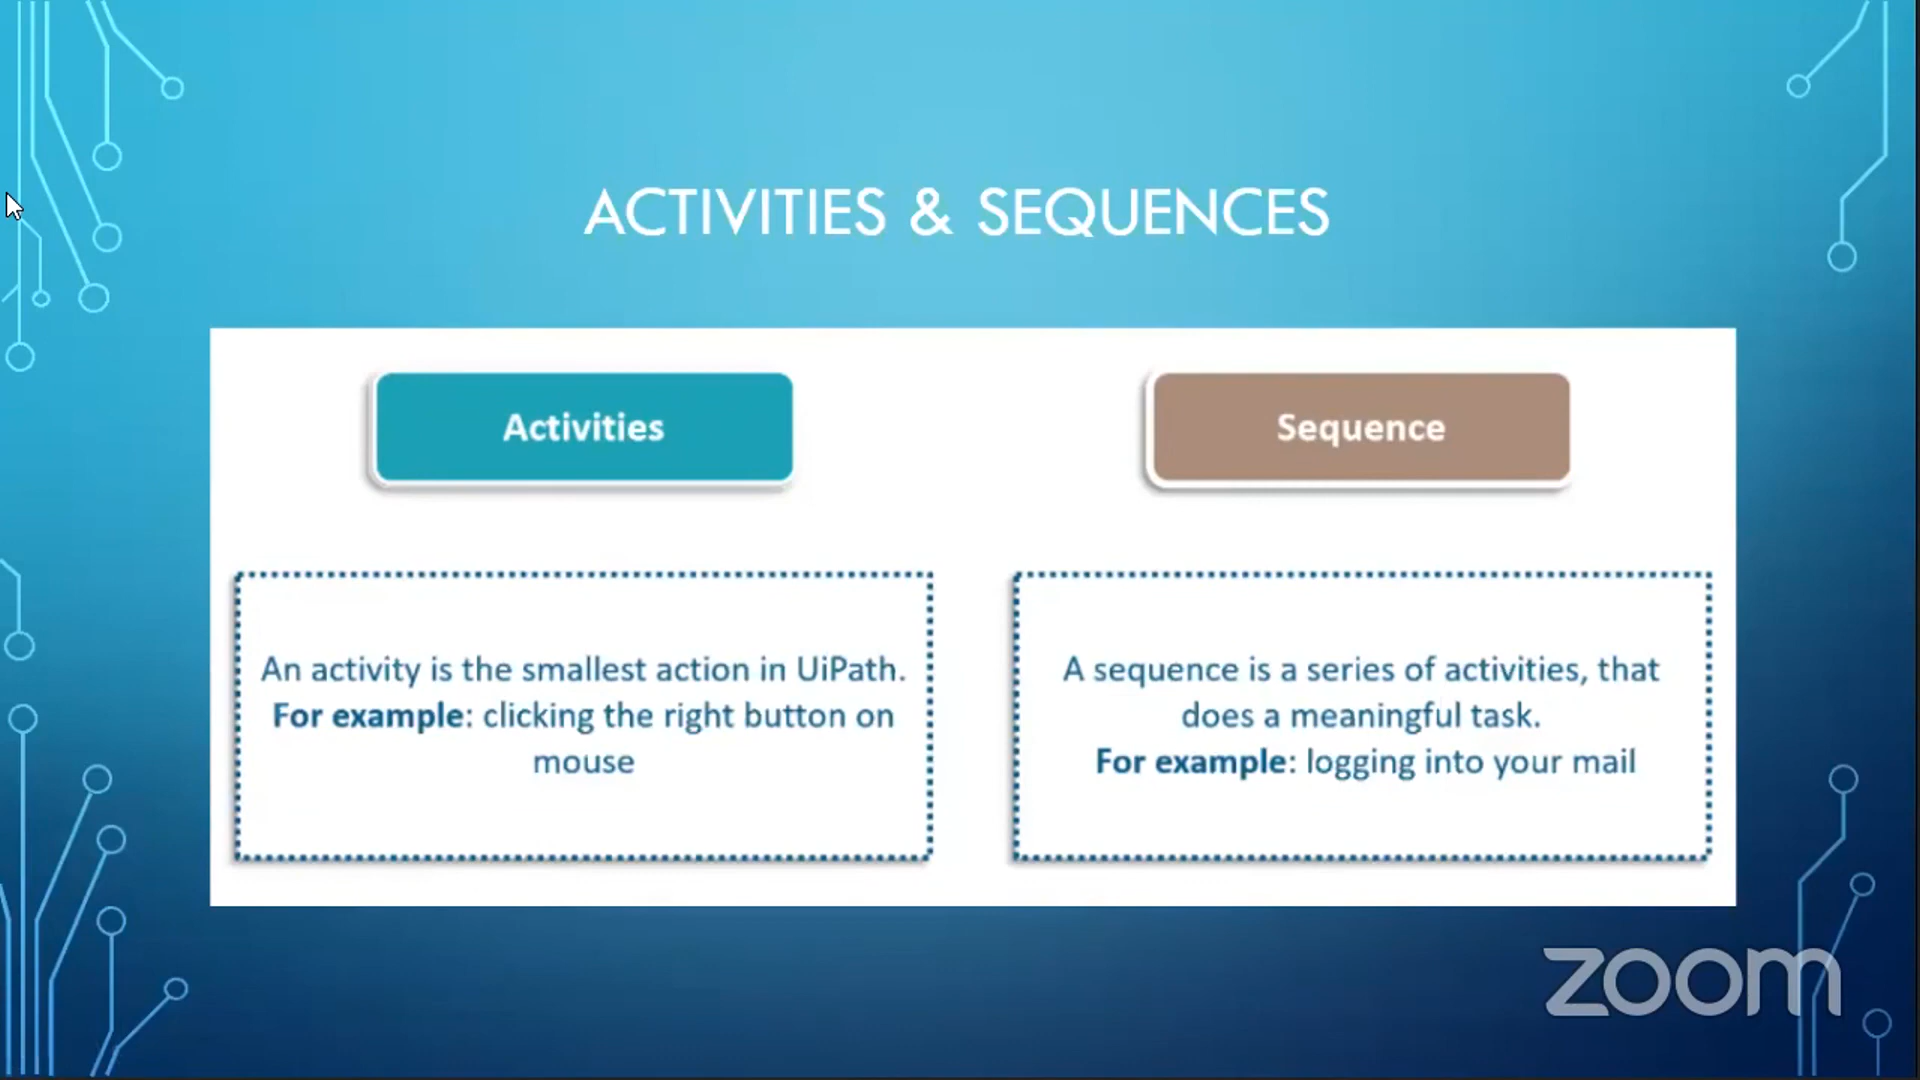 ACTIVITIES & SEQUENCES
Activities
Sequence
An activity is the smallest action in UiPath.
For example: clicking the right button on
mouse
A sequence is a series of activities, that
does a meaningful task.
For example: logging into your mail
zoom